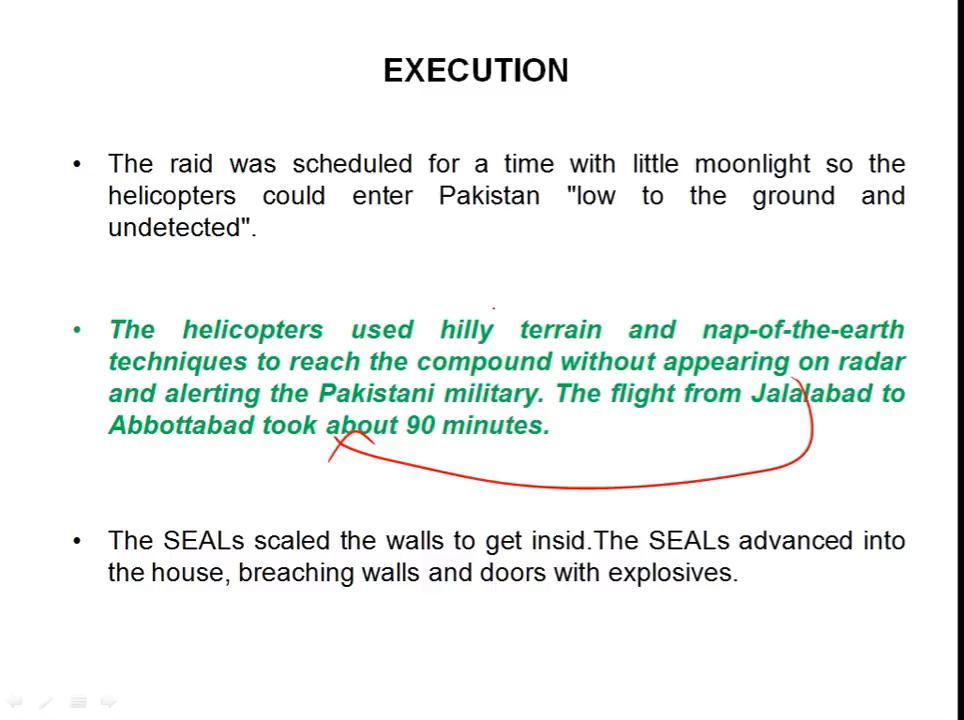 EXECUTION
• The raid was scheduled for a time with little moonlight so the
helicopters could enter Pakistan "low to the ground and
undetected".
• The helicopters used hilly terrain and nap-of-the-earth
techniques to reach the compound without appearing on radar
and alerting the Pakistani military. The flight from Jalalabad to
Abbottabad took about 90 minutes.
• The SEALs scaled the walls to get insid.The SEALs advanced into
the house, breaching walls and doors with explosives.